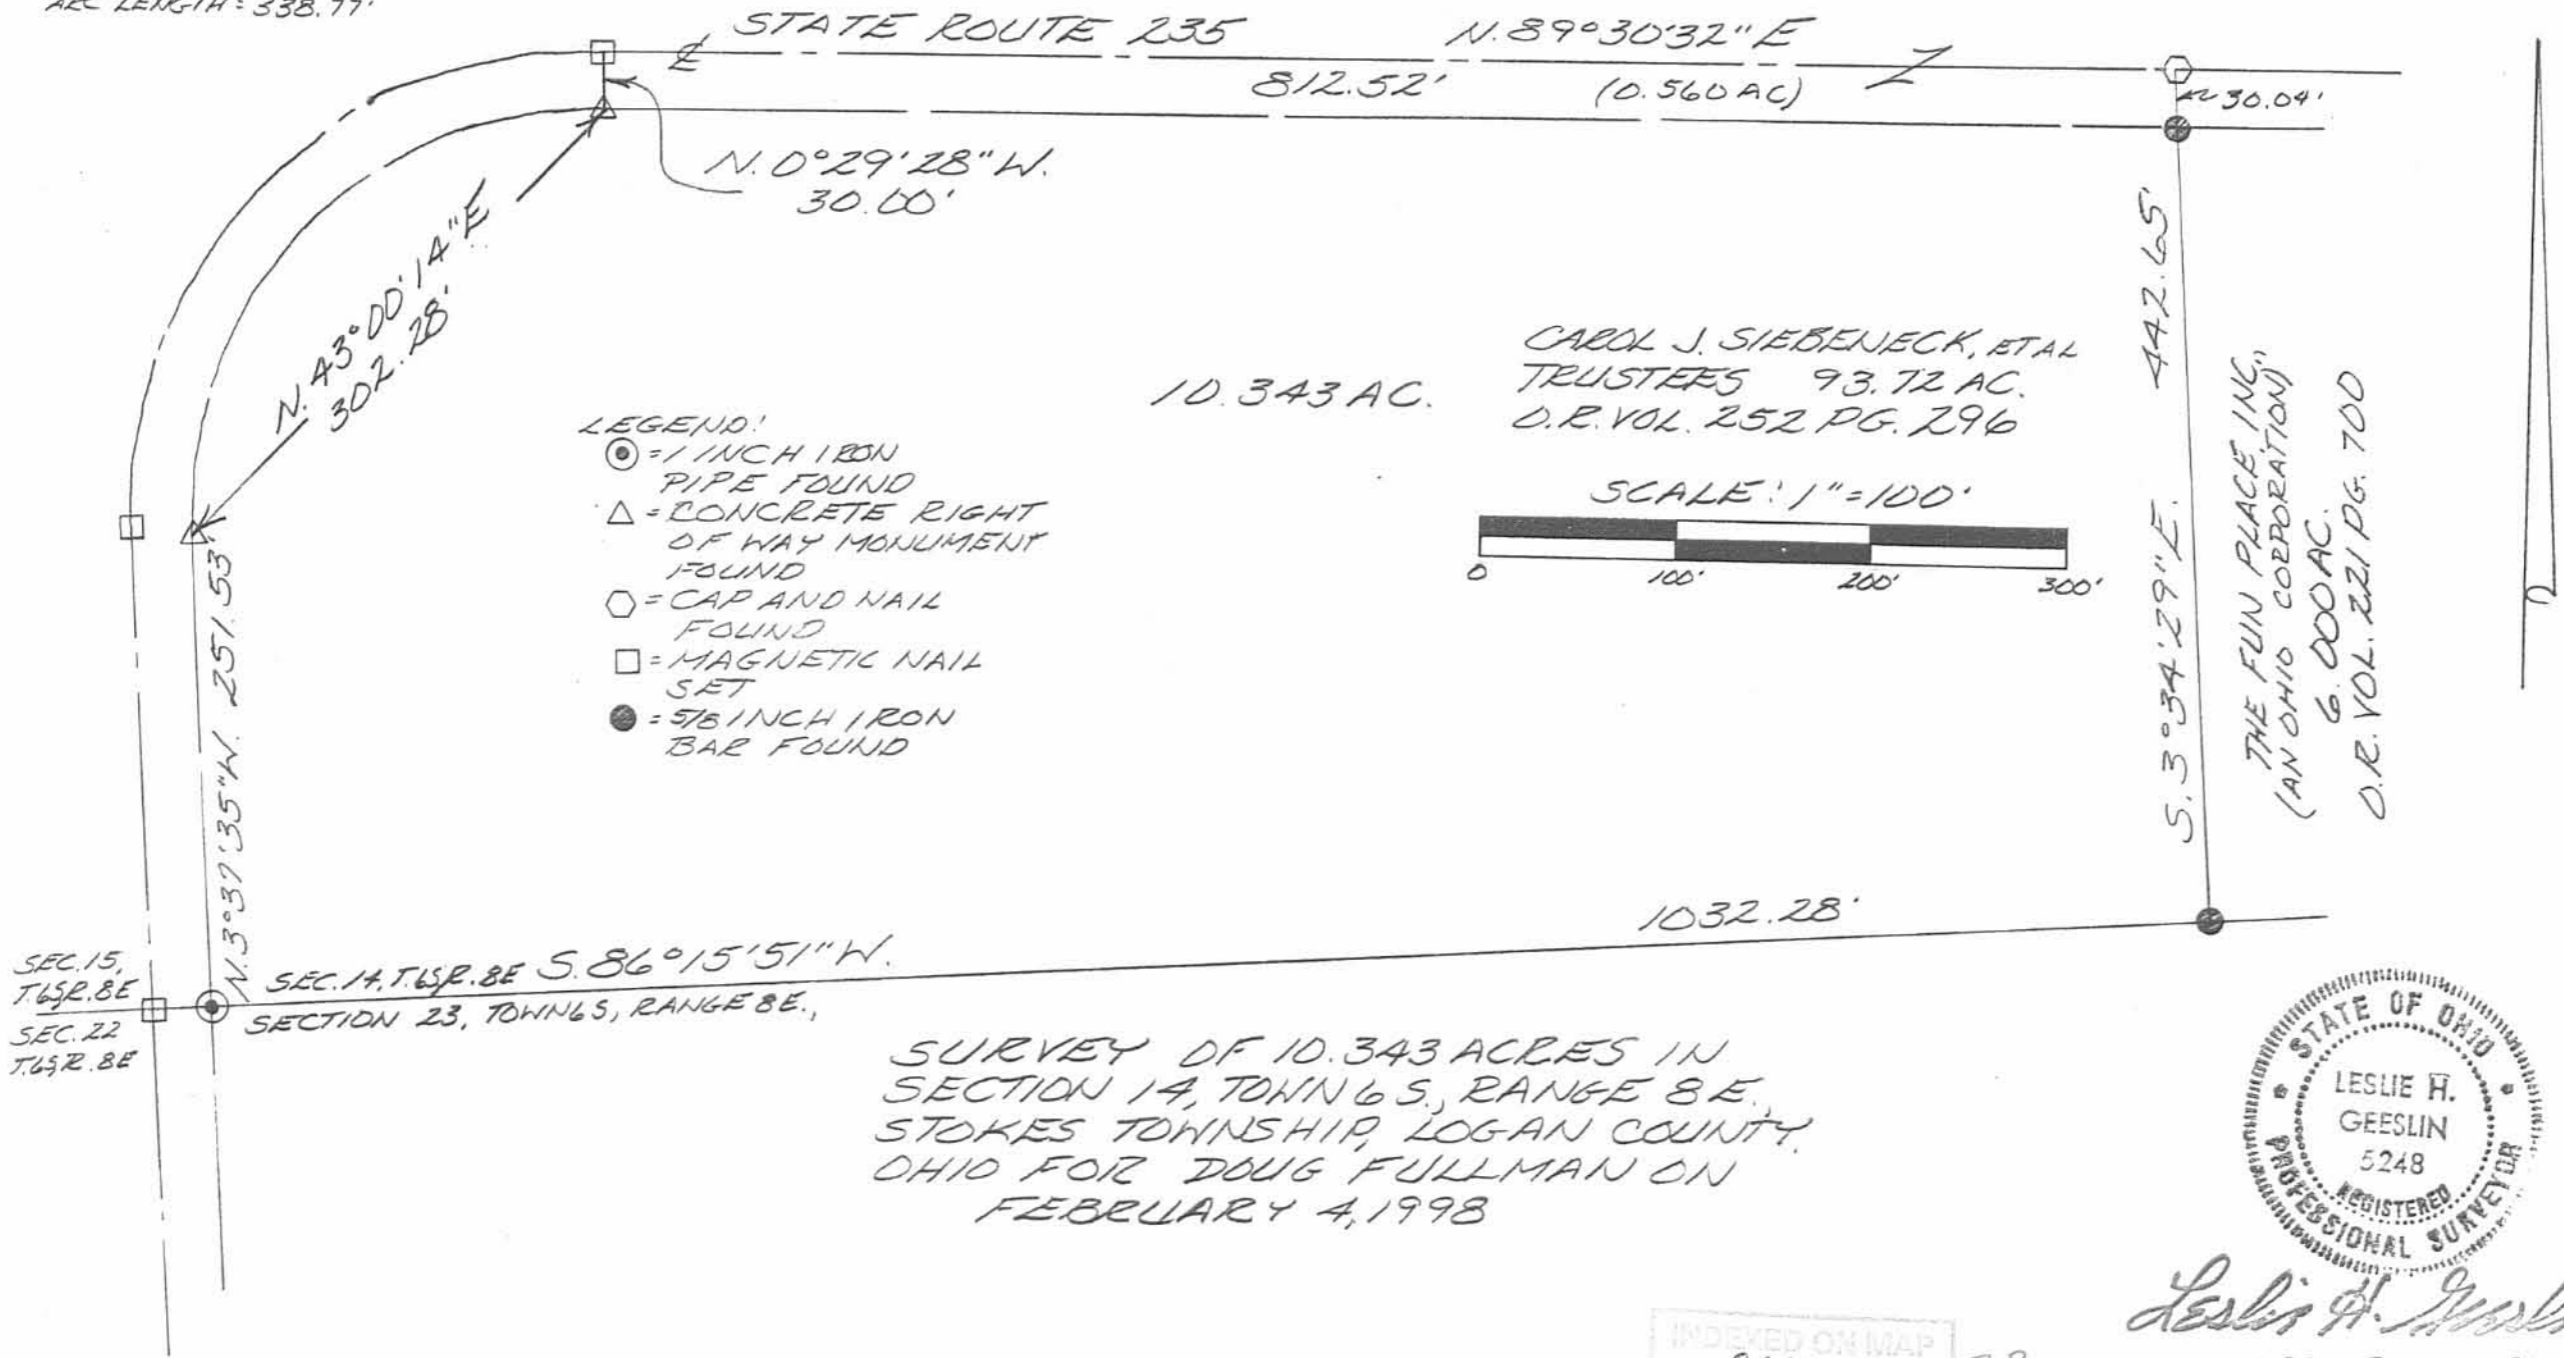 ARC LENGTH = 338.77'
STATE ROUTE 235
N. 89°30'32" E
℄
812.52'
(0.560 AC)
30.04'
N. 0°29'28" W.
30.00'
N. 43°00'14" E
302.28'
442.65'
S. 3°34'29" E.
CAROL J. SIEBENECK, ET AL
TRUSTEES 93.72 AC.
O.R. VOL. 252 PG. 296
10.343 AC.
THE FUN PLACE, INC.,
(AN OHIO CORPORATION)
6.000 AC.
O.R. VOL. 221 PG. 700
LEGEND:
= 1 INCH IRON
PIPE FOUND
= CONCRETE RIGHT
OF WAY MONUMENT
FOUND
= CAP AND NAIL
FOUND
= MAGNETIC NAIL
SET
= 5/8 INCH IRON
BAR FOUND
SCALE: 1" = 100'
0 100' 200' 300'
N. 3°37'35" W. 251.53'
1032.28'
SEC. 15,
T.6S, R.8E
SEC. 14, T.6S, R.8E S. 86°15'51" W.
SECTION 23, TOWN 6S, RANGE 8E.,
SEC. 22
T.6S, R.8E
SURVEY OF 10.343 ACRES IN
SECTION 14, TOWN 6 S., RANGE 8 E.,
STOKES TOWNSHIP, LOGAN COUNTY,
OHIO FOR DOUG FULLMAN ON
FEBRUARY 4, 1998
STATE OF OHIO
LESLIE H.
GEESLIN
5248
REGISTERED
PROFESSIONAL SURVEYOR
Leslie H.
INDEXED ON MAP